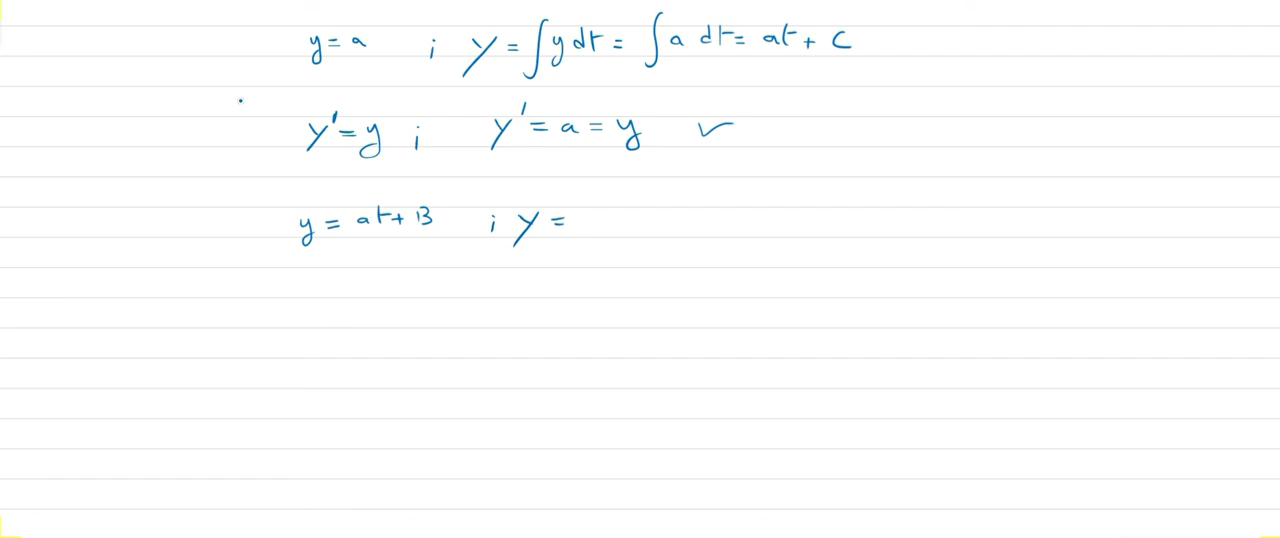 y = a ; Y = ∫ y dt = ∫ a dt = at + C
Y' = y ; Y' = a = y ✓
y = at + B ; Y =